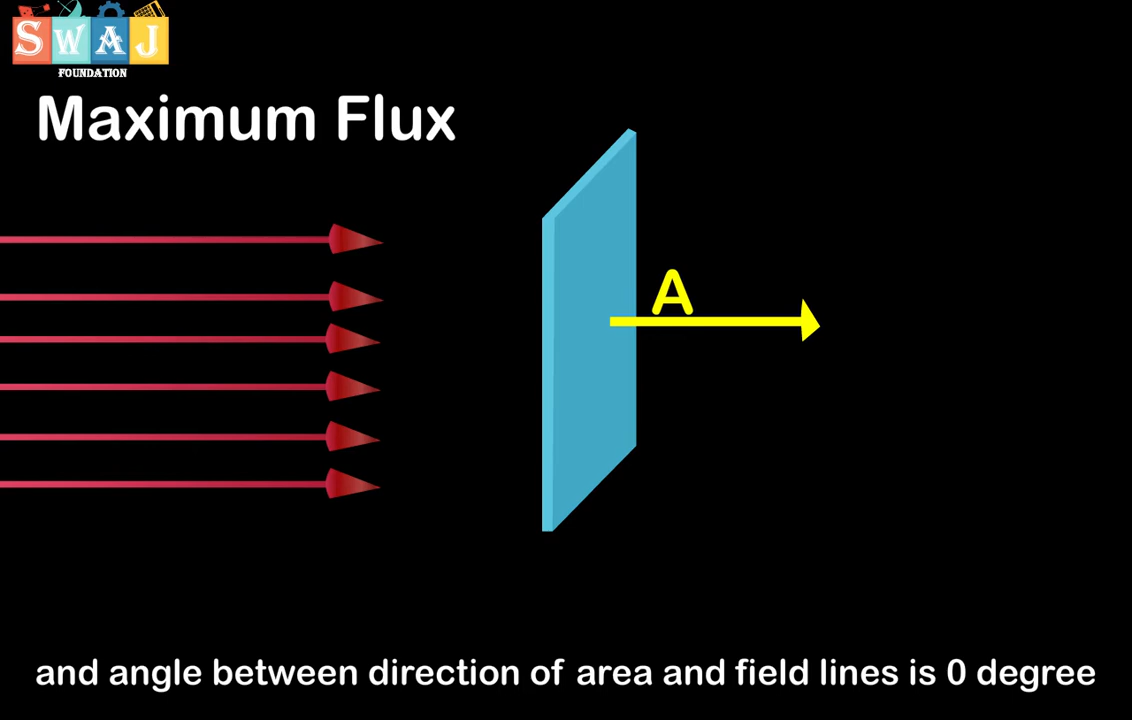 SWAJ
FOUNDATION
Maximum Flux
A
and angle between direction of area and field lines is 0 degree